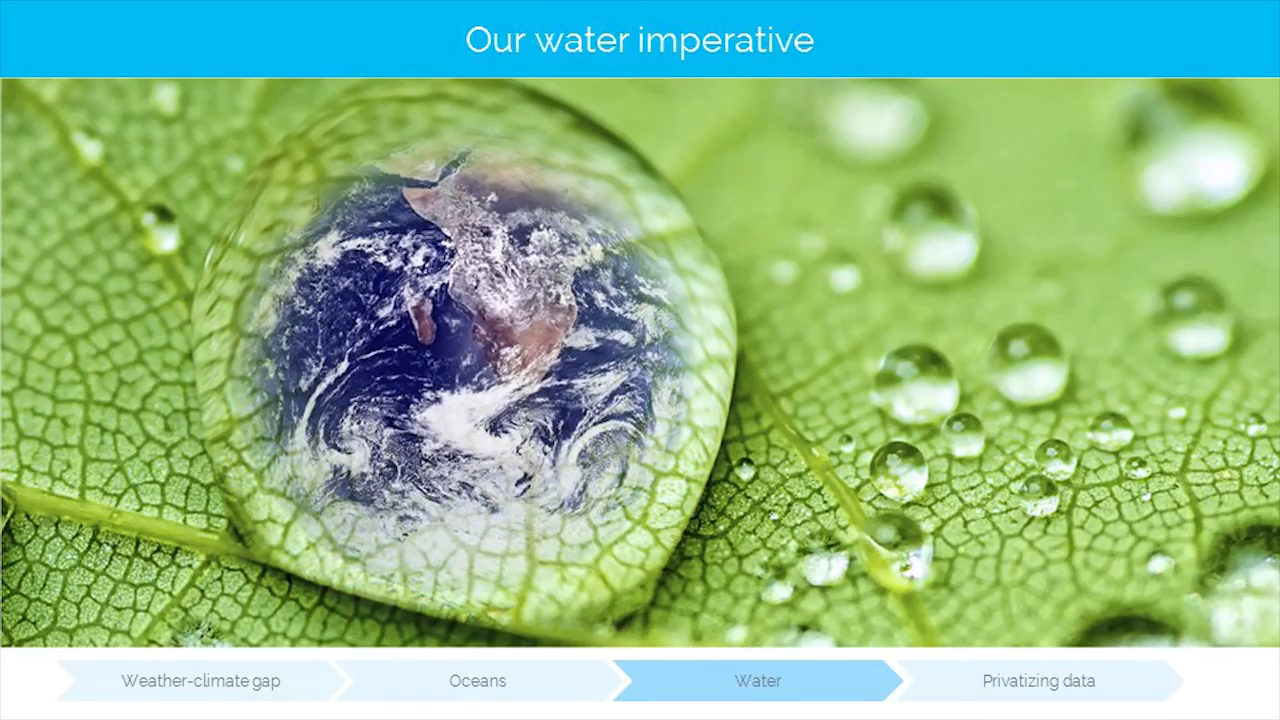 Our water imperative
Weather-climate gap
Oceans
Water
Privatizing data